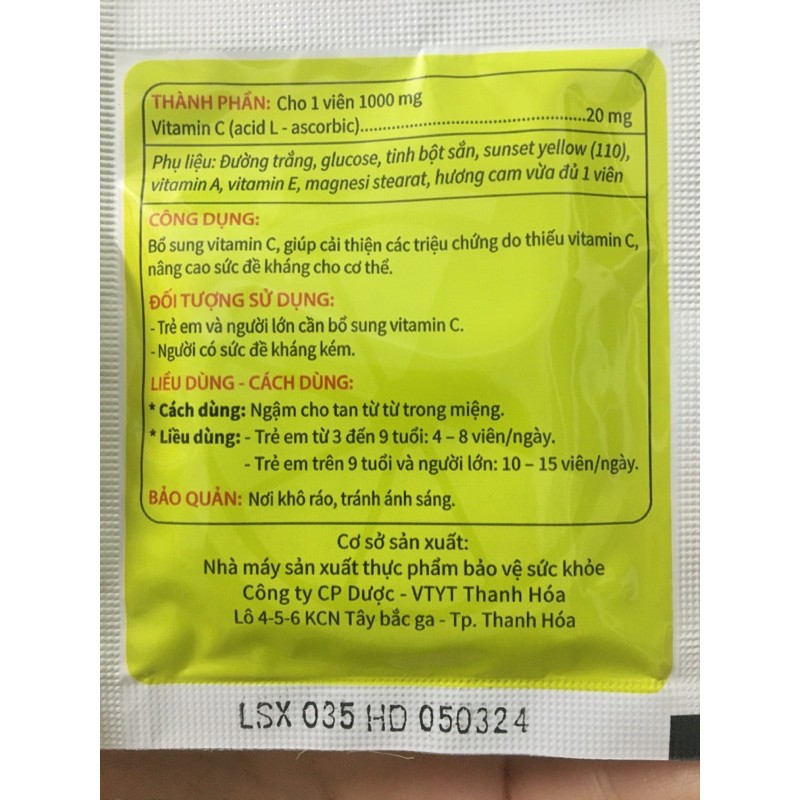 THÀNH PHẦN: Cho 1 viên 1000 mg
Vitamin C (acid L - ascorbic)..........................................20 mg
Phụ liệu: Đường trắng, glucose, tinh bột sắn, sunset yellow (110),
vitamin A, vitamin E, magnesi stearat, hương cam vừa đủ 1 viên
CÔNG DỤNG:
Bổ sung vitamin C, giúp cải thiện các triệu chứng do thiếu vitamin C,
nâng cao sức đề kháng cho cơ thể.
ĐỐI TƯỢNG SỬ DỤNG:
- Trẻ em và người lớn cần bổ sung vitamin C.
- Người có sức đề kháng kém.
LIỀU DÙNG - CÁCH DÙNG:
* Cách dùng: Ngậm cho tan từ từ trong miệng.
* Liều dùng: - Trẻ em từ 3 đến 9 tuổi: 4 – 8 viên/ngày.
- Trẻ em trên 9 tuổi và người lớn: 10 – 15 viên/ngày.
BẢO QUẢN: Nơi khô ráo, tránh ánh sáng.
Cơ sở sản xuất:
Nhà máy sản xuất thực phẩm bảo vệ sức khỏe
Công ty CP Dược - VTYT Thanh Hóa
Lô 4-5-6 KCN Tây bắc ga - Tp. Thanh Hóa
LSX 035 HD 050324